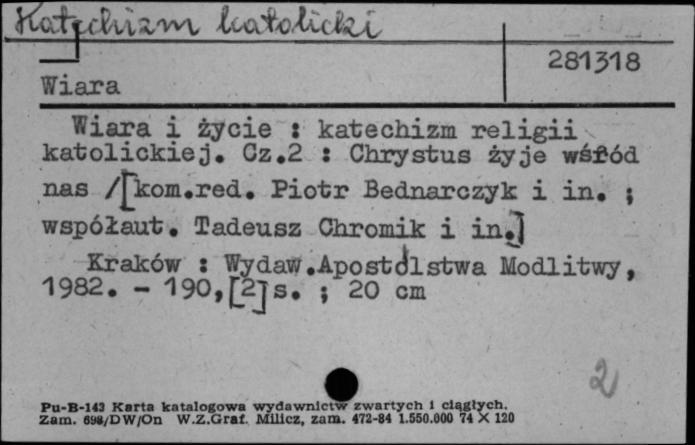 Katechizm katolicki
281318
Wiara
Wiara i życie : katechizm religii
katolickiej. Cz.2 : Chrystus żyje wśród
nas /[kom.red. Piotr Bednarczyk i in. ;
współaut. Tadeusz Chromik i in.]
Kraków : Wydaw.Apostolstwa Modlitwy,
1982. - 190,[2]s. ; 20 cm
2
Pu-B-143 Karta katalogowa wydawnictw zwartych i ciągłych.
Zam. 698/DW/On W.Z.Graf. Milicz, zam. 472-84 1.550.000 74 X 120